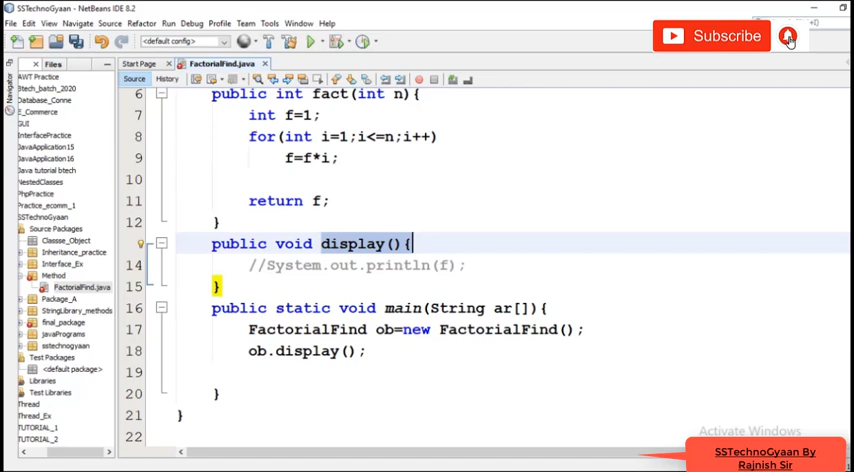 SSTechnoGyaan - NetBeans IDE 8.2
File Edit View Navigate Source Refactor Run Debug Profile Team Tools Window Help
<default config>
Subscribe
Files
Start Page
FactorialFind.java
Source History
Navigator
AWT Practice
Btech_batch_2020
Database_Conne
E_Commerce
GUI
InterfacePractice
JavaApplication15
JavaApplication16
Java tutorial btech
NestedClasses
PhpPractice
Practice_ecomm_1
SSTechnoGyaan
Source Packages
Classse_Object
Inheritance_practice
Interface_Ex
Method
FactorialFind.java
Package_A
StringLibrary_methods
final_package
javaPrograms
sstechnogyaan
Test Packages
<default package>
Libraries
Test Libraries
Thread
Thread_Ex
TUTORIAL_1
TUTORIAL_2
6 public int fact(int n){
7 int f=1;
8 for(int i=1;i<=n;i++)
9 f=f*i;
10
11 return f;
12 }
public void display(){
14 //System.out.println(f);
15 }
16 public static void main(String ar[]){
17 FactorialFind ob=new FactorialFind();
18 ob.display();
20 }
21 }
22
Activate Windows
SSTechnoGyaan By
Rajnish Sir